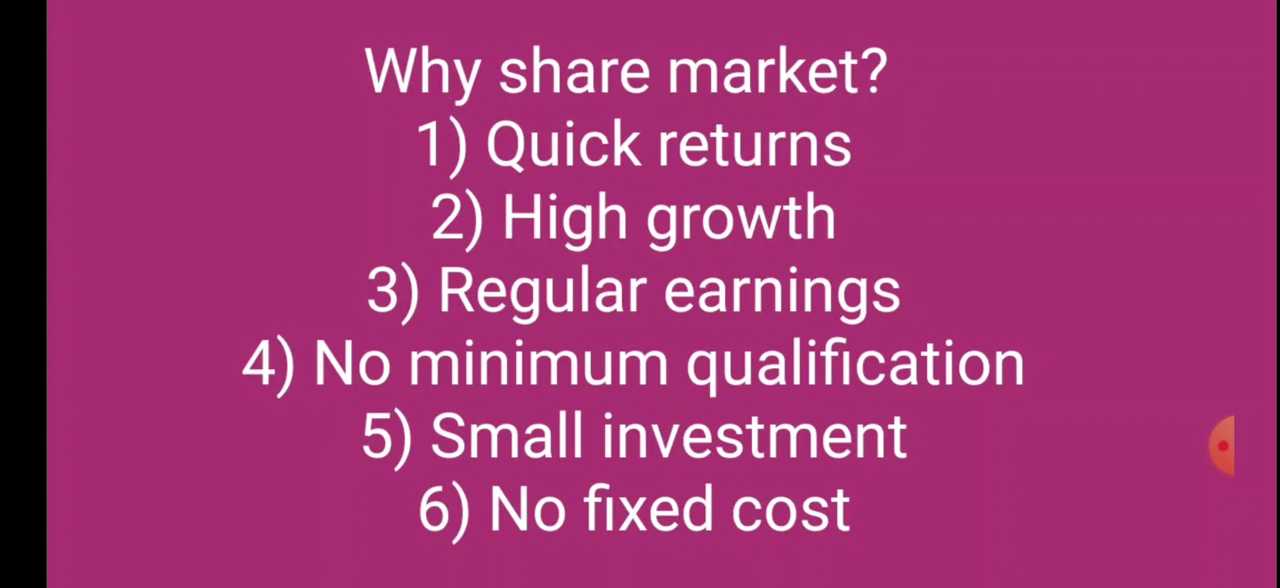 Why share market?
1) Quick returns
2) High growth
3) Regular earnings
4) No minimum qualification
5) Small investment
6) No fixed cost